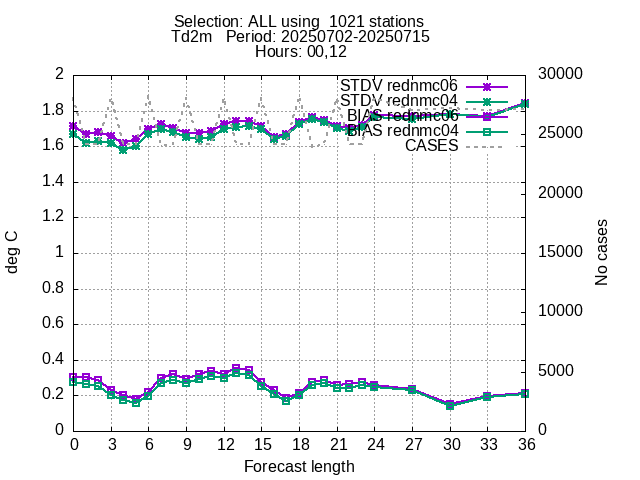 Selection: ALL using  1021 stations
Td2m   Period: 20250702-20250715
Hours: 00,12
STDV rednmc06
STDV rednmc04
BIAS rednmc06
BIAS rednmc04
CASES
2
1.8
1.6
1.4
1.2
1
0.8
0.6
0.4
0.2
0
deg C
30000
25000
20000
15000
10000
5000
0
No cases
0 3 6 9 12 15 18 21 24 27 30 33 36
Forecast length